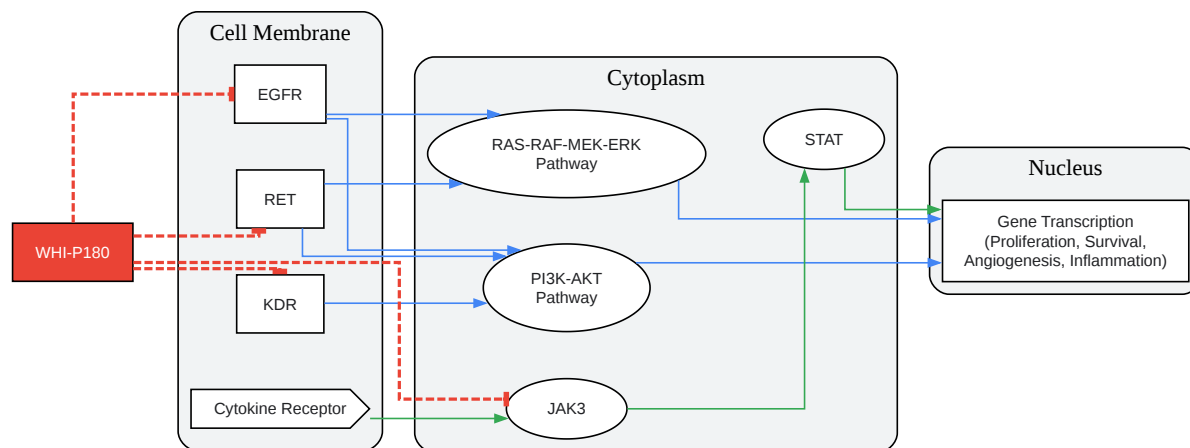 Cell Membrane
EGFR
RET
WHI-P180
KDR
Cytokine Receptor
Cytoplasm
RAS-RAF-MEK-ERK
Pathway
STAT
PI3K-AKT
Pathway
JAK3
Nucleus
Gene Transcription
(Proliferation, Survival,
Angiogenesis, Inflammation)